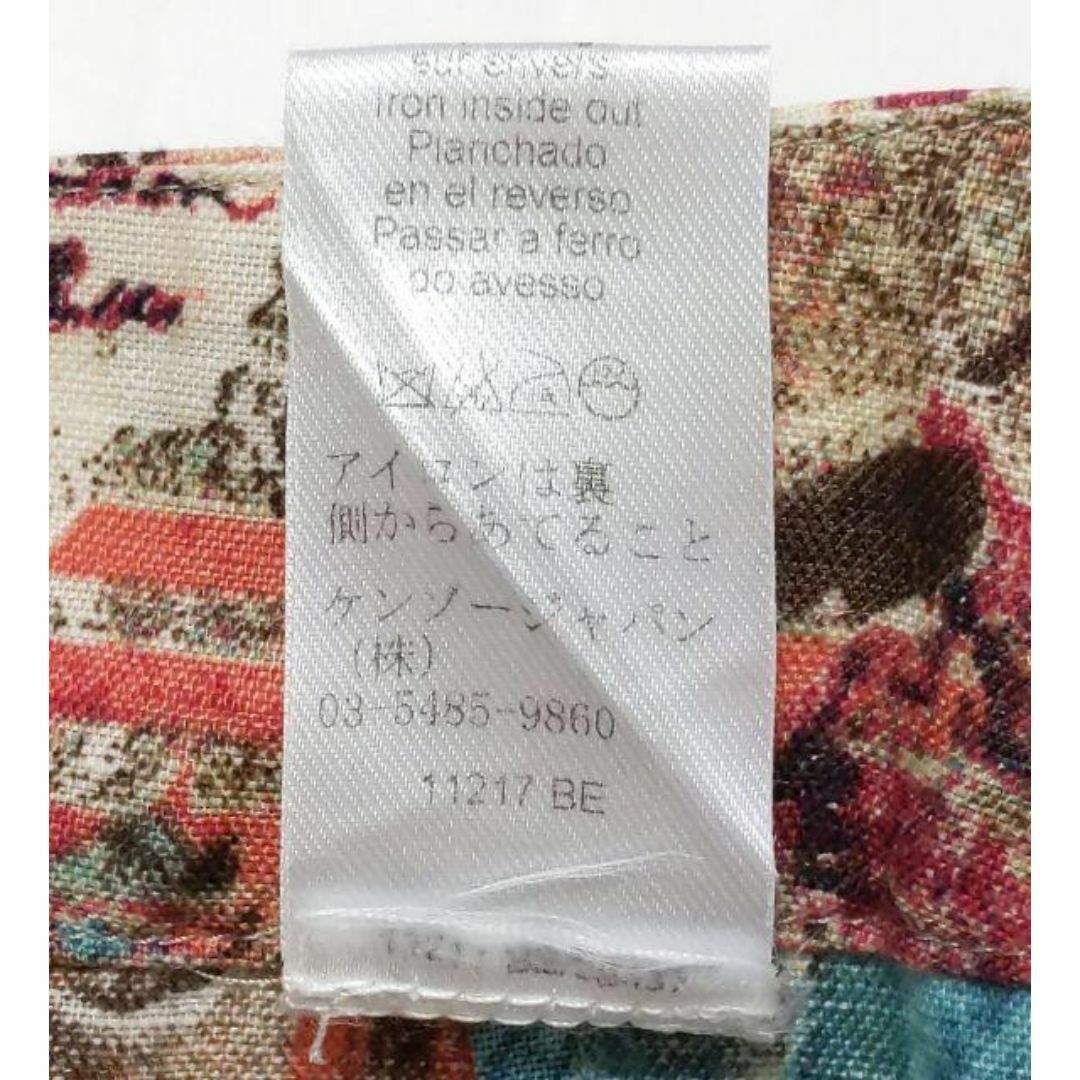 sur envers
Iron inside out
Planchado
en el reverso
Passar a ferro
do avesso
アイロンは裏
側からあてること
ケンゾージャパン
(株)
03-5485-9860
11217 BE